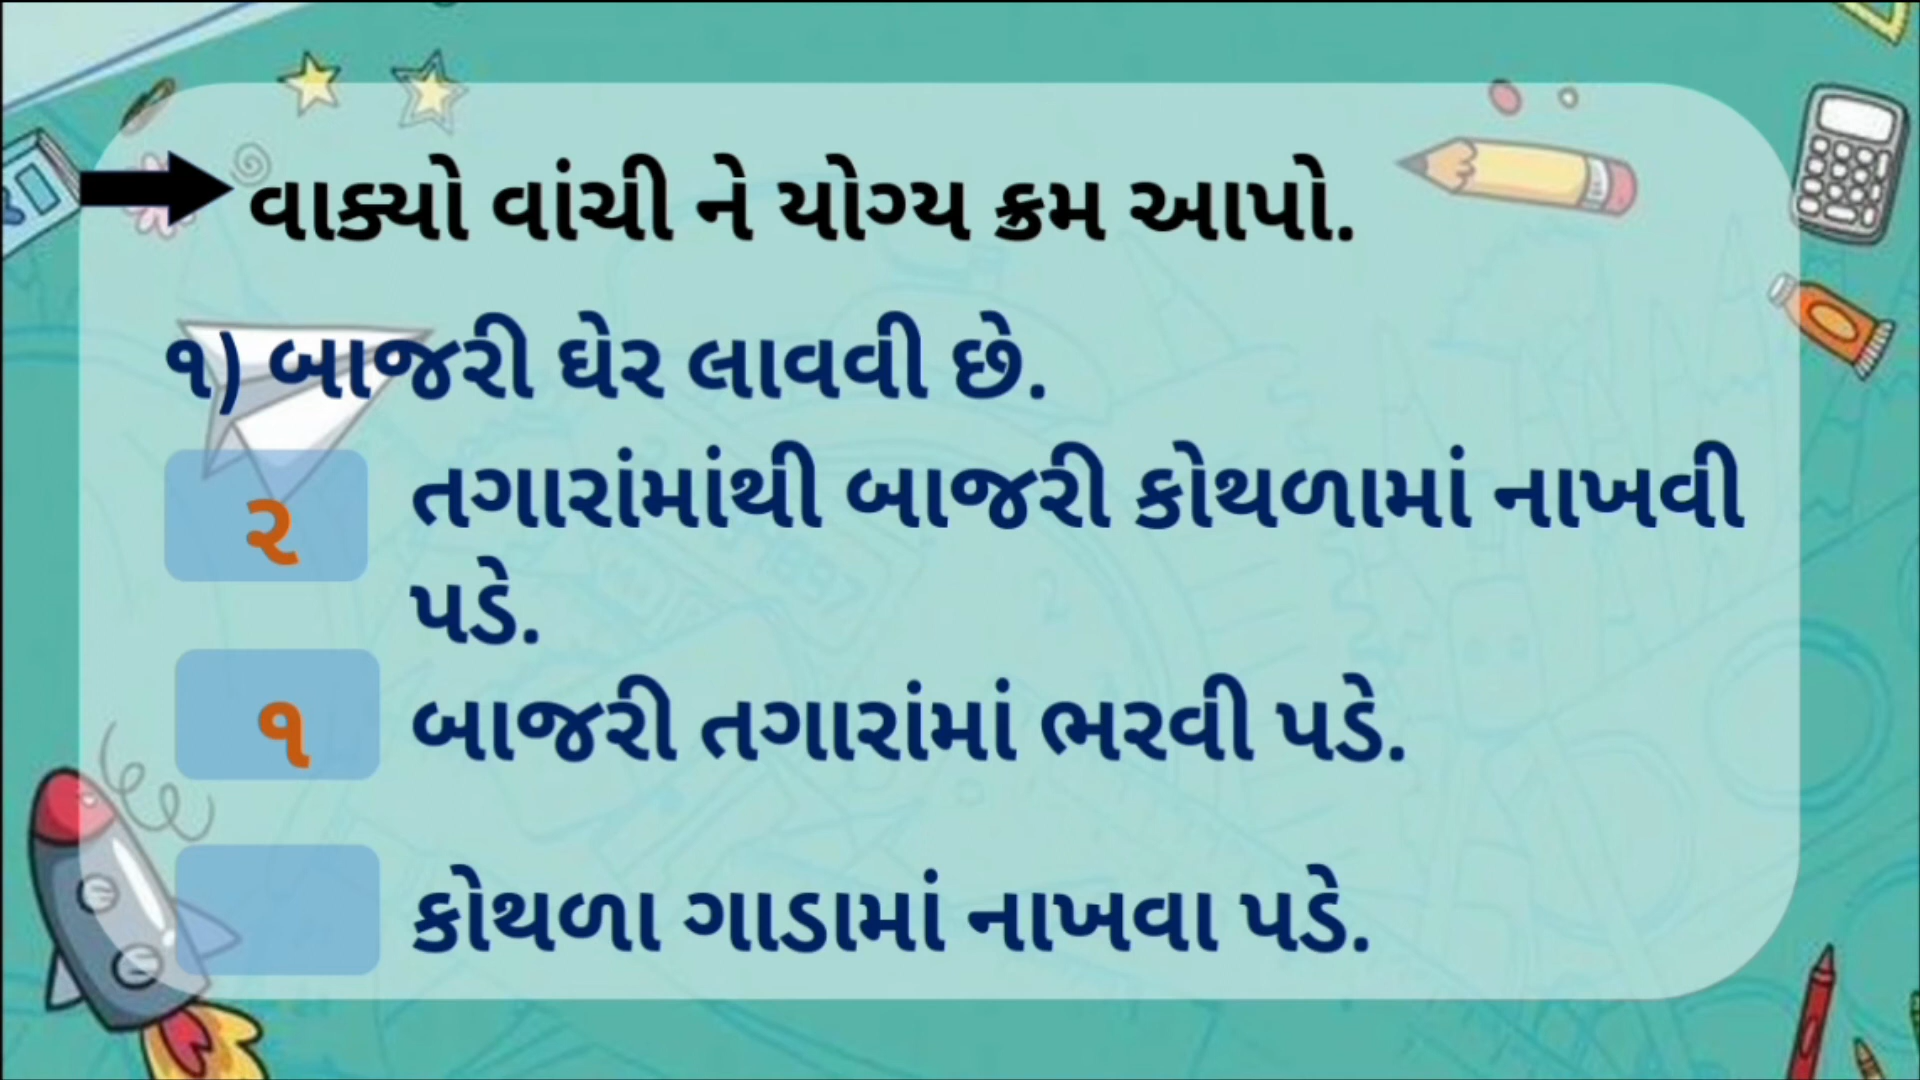 વાક્યો વાંચી ને યોગ્ય ક્રમ આપો.
૧) બાજરી ઘેર લાવવી છે.
૨ તગારાંમાંથી બાજરી કોથળામાં નાખવી
પડે.
૧ બાજરી તગારાંમાં ભરવી પડે.
કોથળા ગાડામાં નાખવા પડે.